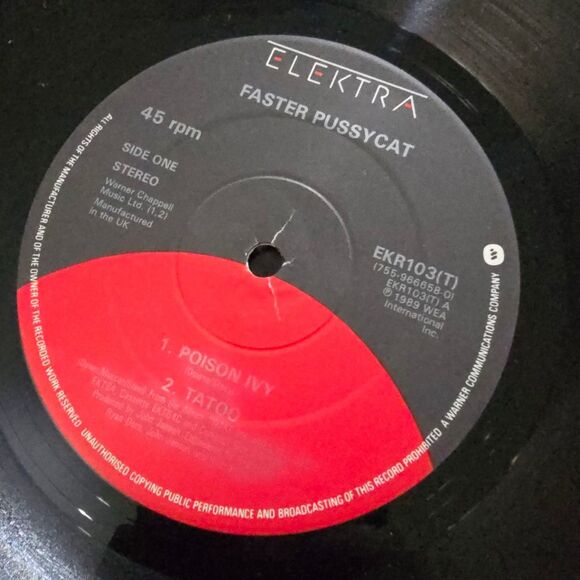 ELEKTRA
FASTER PUSSYCAT
45 rpm
SIDE ONE
STEREO
Warner Chappell
Music Ltd. (1,2)
Manufactured
in the UK
EKR103(T)
(755-966658-0)
EKR103(T) A
℗ 1989 WEA
International
Inc.
1. POISON IVY
2. TATOO
ALL RIGHTS OF THE MANUFACTURER AND OF THE OWNER OF THE RECORDED WORK RESERVED
UNAUTHORISED COPYING PUBLIC PERFORMANCE AND BROADCASTING OF THIS RECORD PROHIBITED
A WARNER COMMUNICATIONS COMPANY